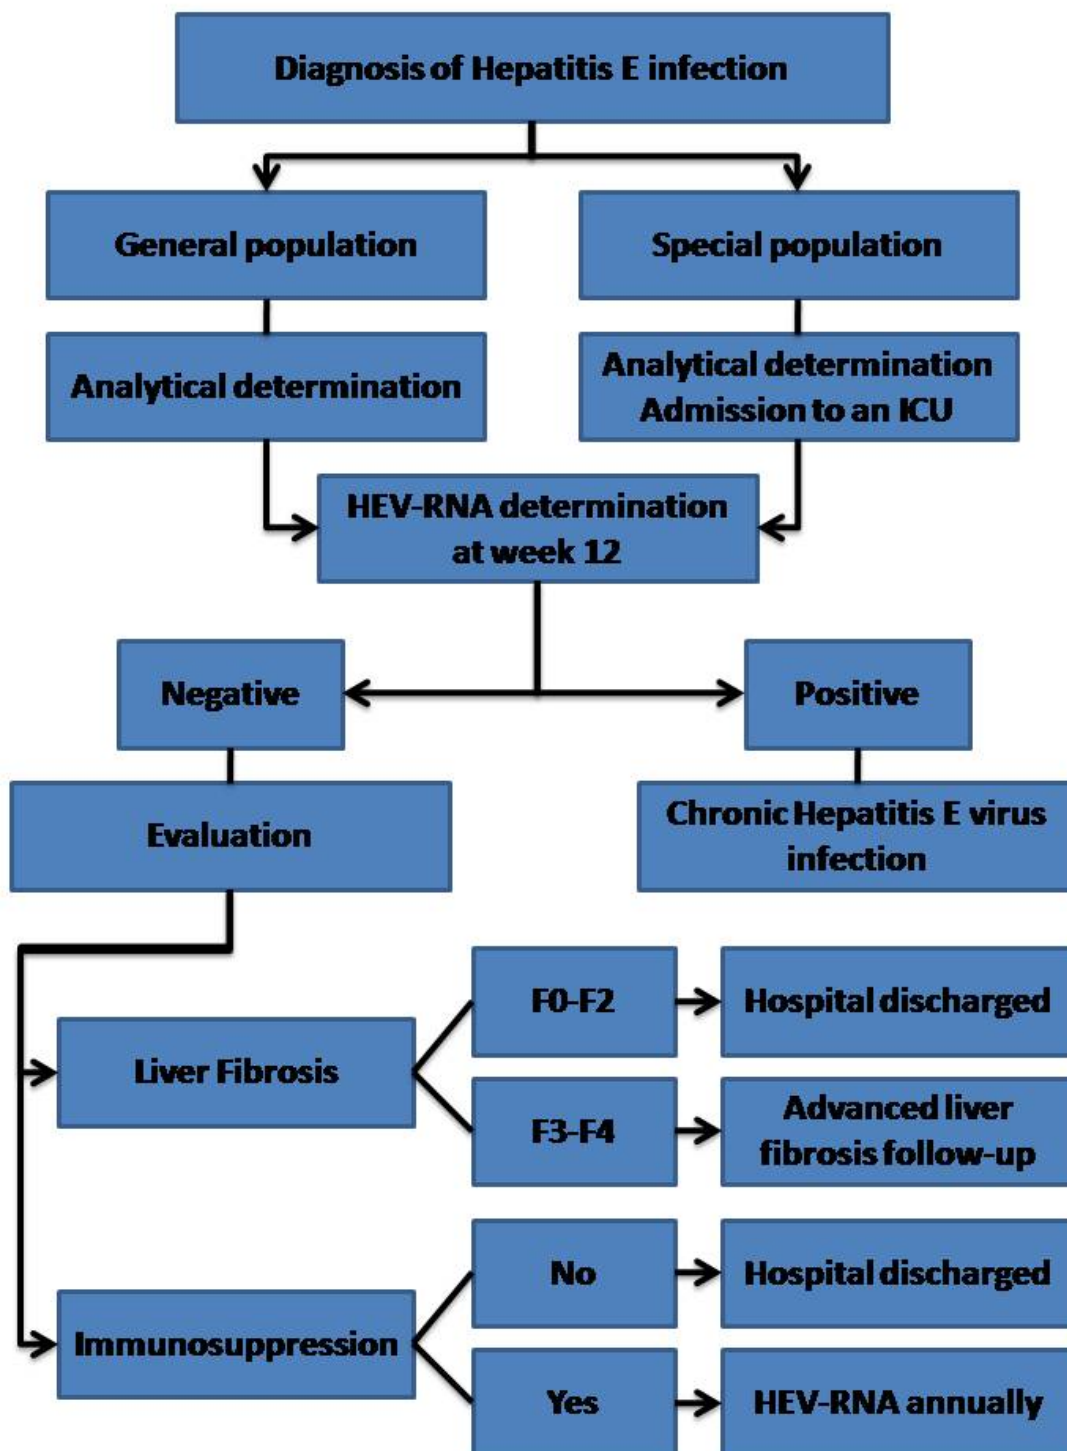 Diagnosis of Hepatitis E infection
General population
Special population
Analytical determination
Analytical determination
Admission to an ICU
HEV-RNA determination
at week 12
Negative
Positive
Evaluation
Chronic Hepatitis E virus
infection
Liver Fibrosis
F0-F2
Hospital discharged
F3-F4
Advanced liver
fibrosis follow-up
Immunosuppression
No
Hospital discharged
Yes
HEV-RNA annually